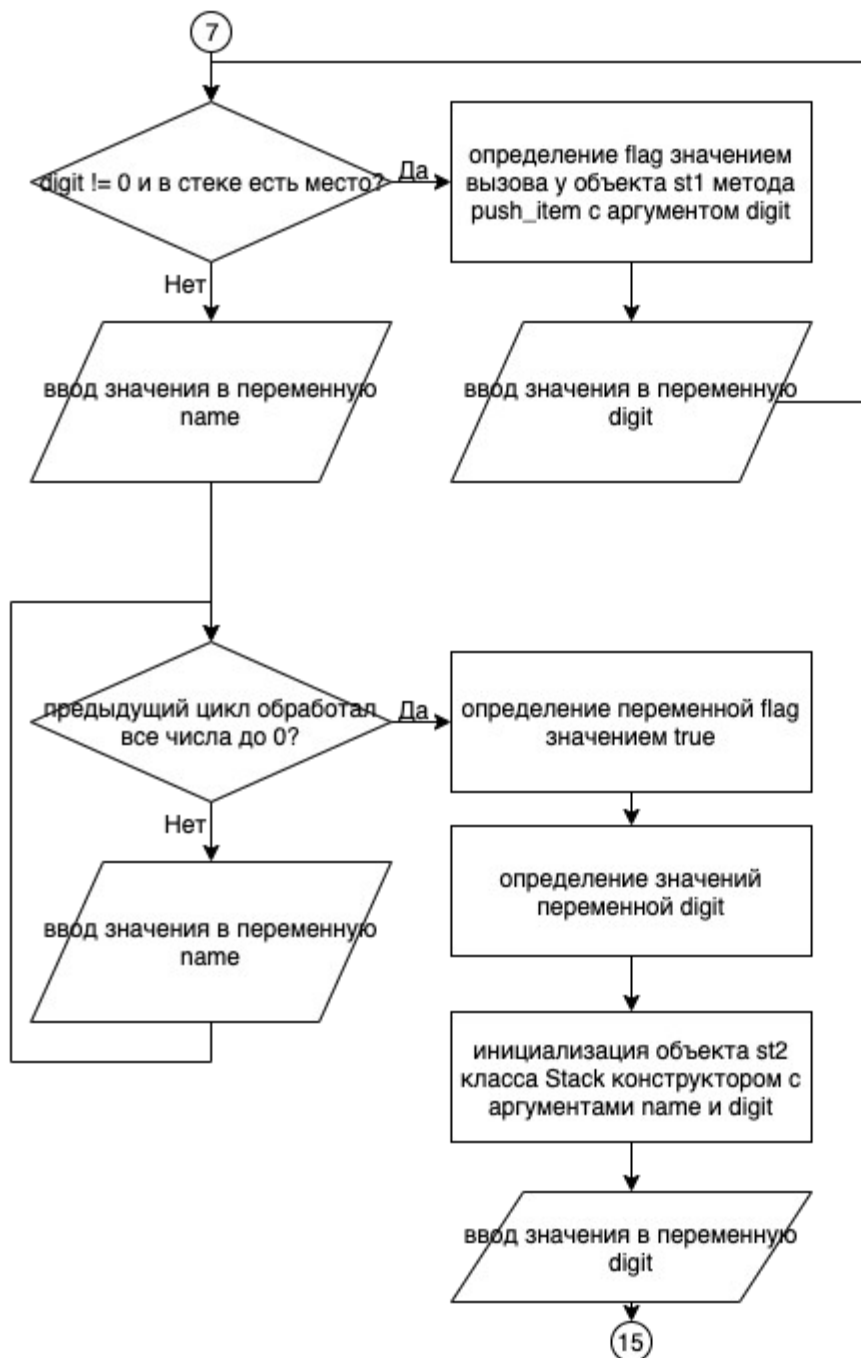 7
digit != 0 и в стеке есть место?
Да
определение flag значением
вызова у объекта st1 метода
push_item с аргументом digit
Нет
ввод значения в переменную
name
ввод значения в переменную
digit
предыдущий цикл обработал
все числа до 0?
Да
определение переменной flag
значением true
Нет
ввод значения в переменную
name
определение значений
переменной digit
инициализация объекта st2
класса Stack конструктором с
аргументами name и digit
ввод значения в переменную
digit
15